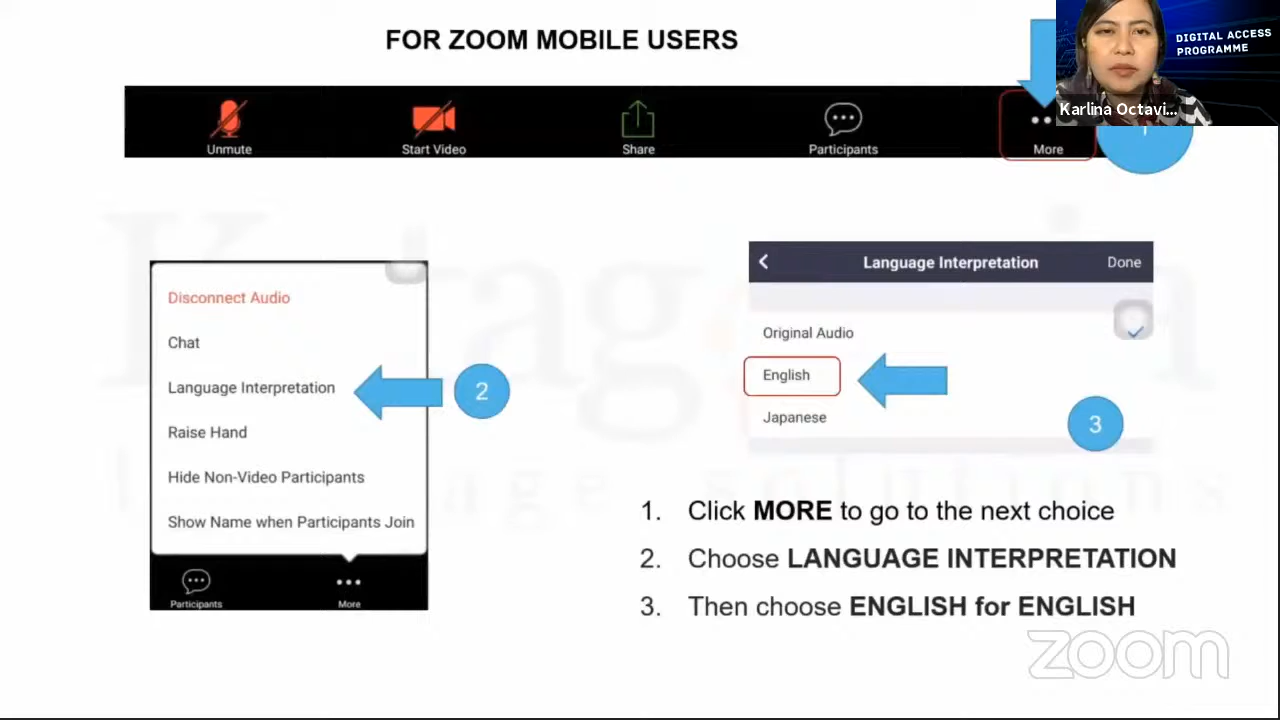 FOR ZOOM MOBILE USERS
DIGITAL ACCESS
PROGRAMME
Karlina Octavi...
Unmute
Start Video
Share
Participants
More
1
Disconnect Audio
Chat
Language Interpretation
Raise Hand
Hide Non-Video Participants
Show Name when Participants Join
Participants
More
2
Language Interpretation
Done
Original Audio
English
Japanese
3
1. Click MORE to go to the next choice
2. Choose LANGUAGE INTERPRETATION
3. Then choose ENGLISH for ENGLISH
zoom